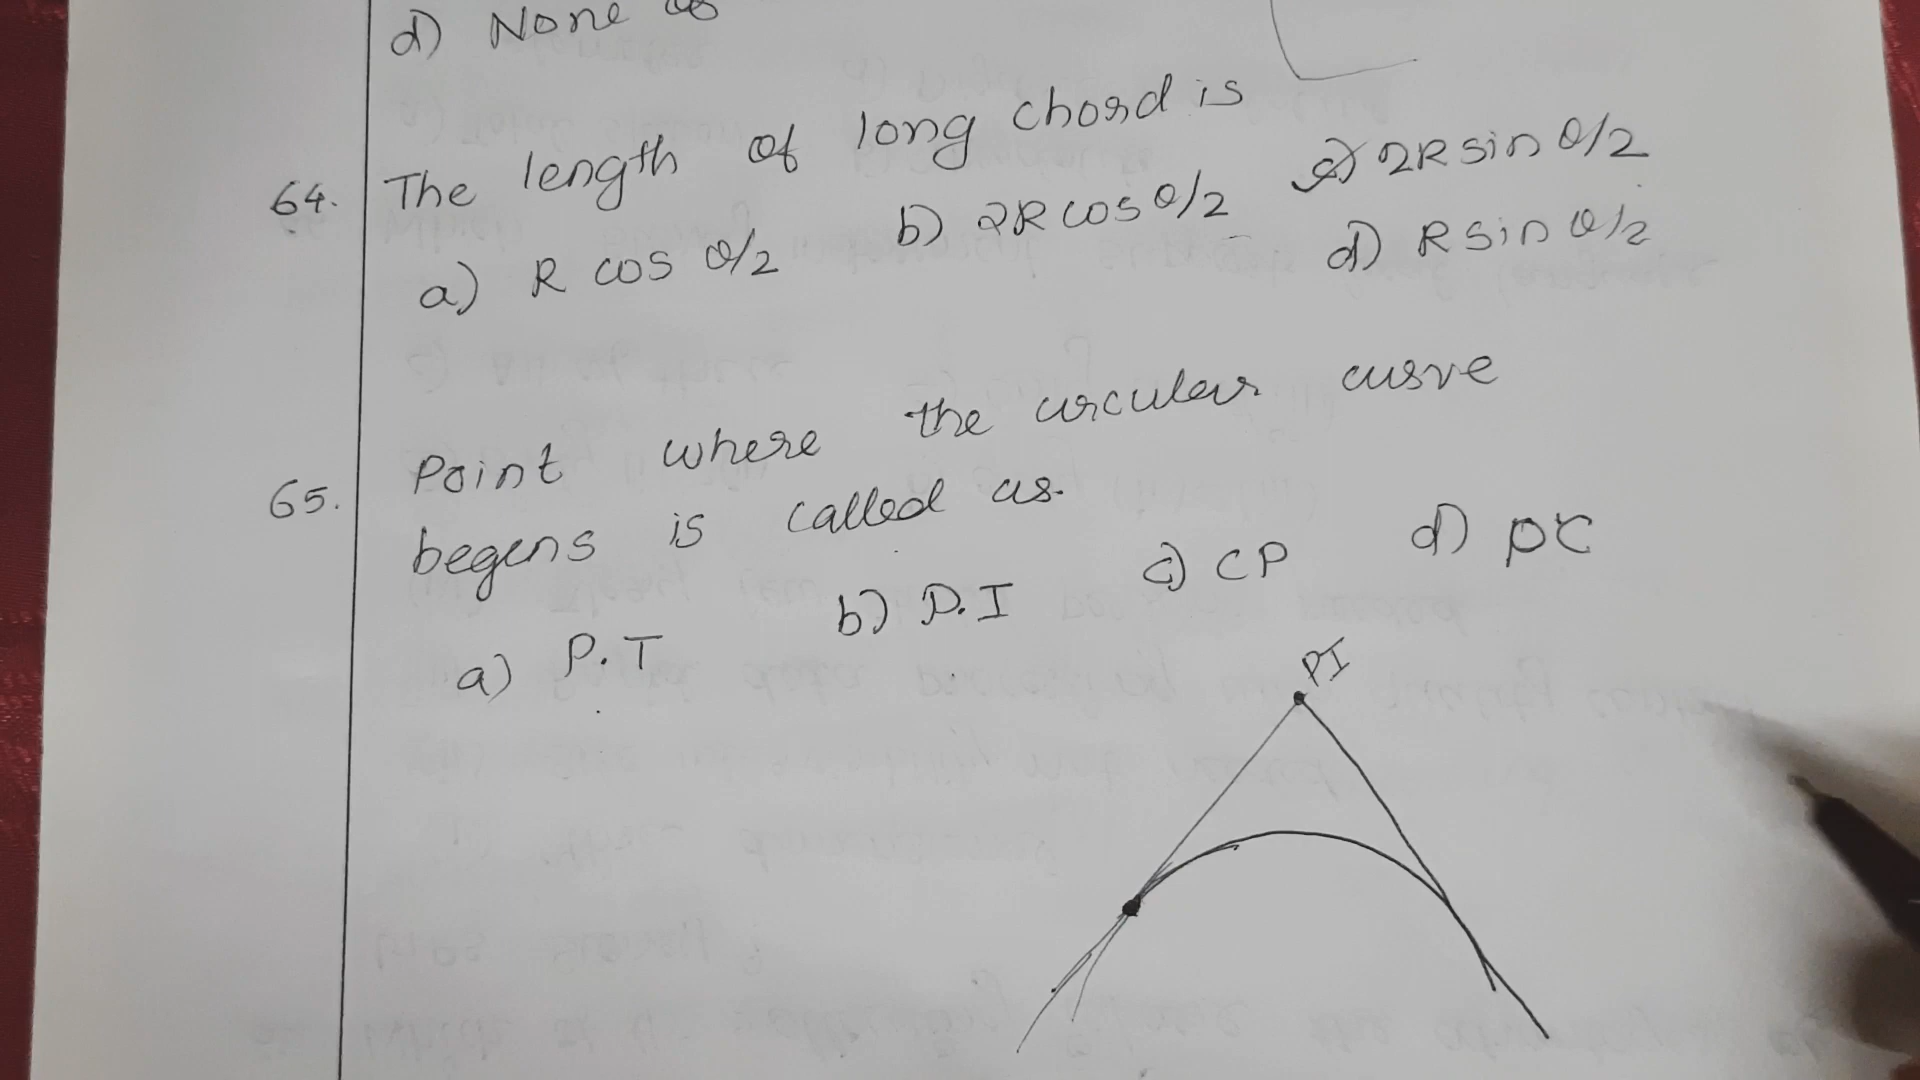 d) None of
64. The length of long chord is
a) R cos θ/2 b) 2R cos θ/2 c) 2R sin θ/2
d) R sin θ/2
65. Point where the circular curve
begens is called as.
a) P.T b) P.I c) CP d) PC
PI